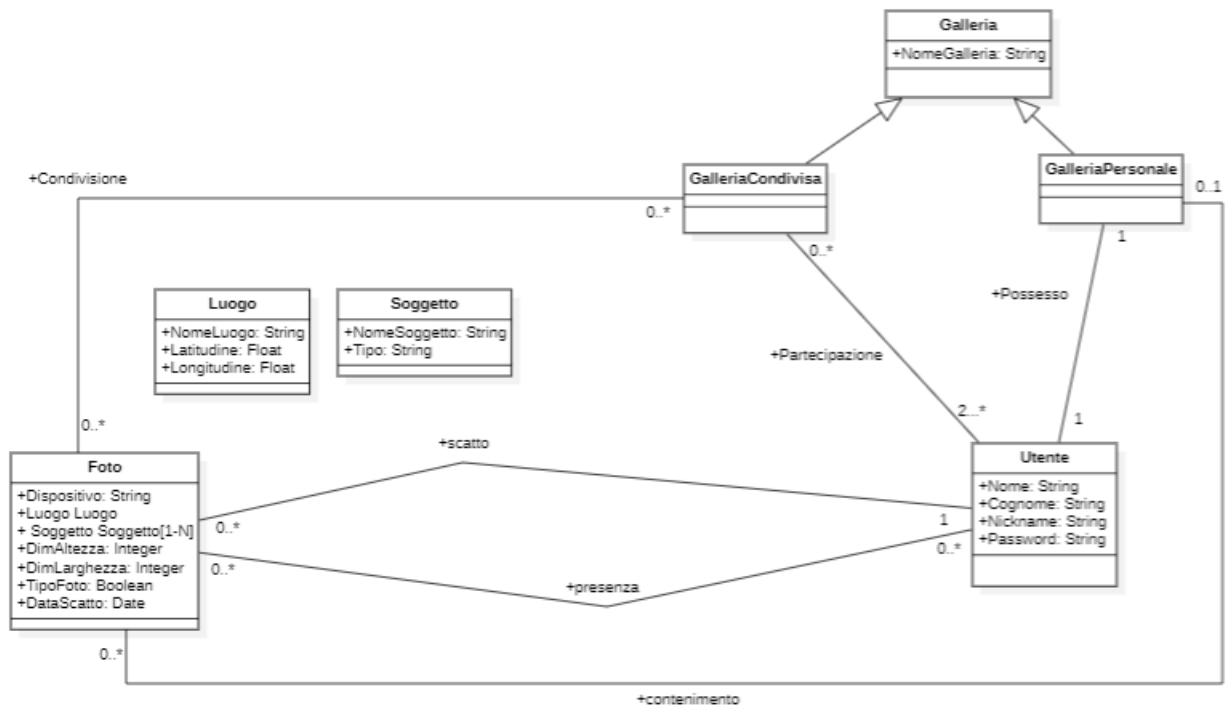 Galleria
+NomeGalleria: String
GalleriaCondivisa
GalleriaPersonale
+Condivisione
0..*
0..1
0..*
1
+Possesso
Luogo
+NomeLuogo: String
+Latitudine: Float
+Longitudine: Float
Soggetto
+NomeSoggetto: String
+Tipo: String
+Partecipazione
2...*
1
0..*
+scatto
Foto
+Dispositivo: String
+Luogo Luogo
+ Soggetto Soggetto[1-N]
+DimAltezza: Integer
+DimLarghezza: Integer
+TipoFoto: Boolean
+DataScatto: Date
Utente
+Nome: String
+Cognome: String
+Nickname: String
+Password: String
0..*
1
0..*
0..*
+presenza
0..*
+contenimento